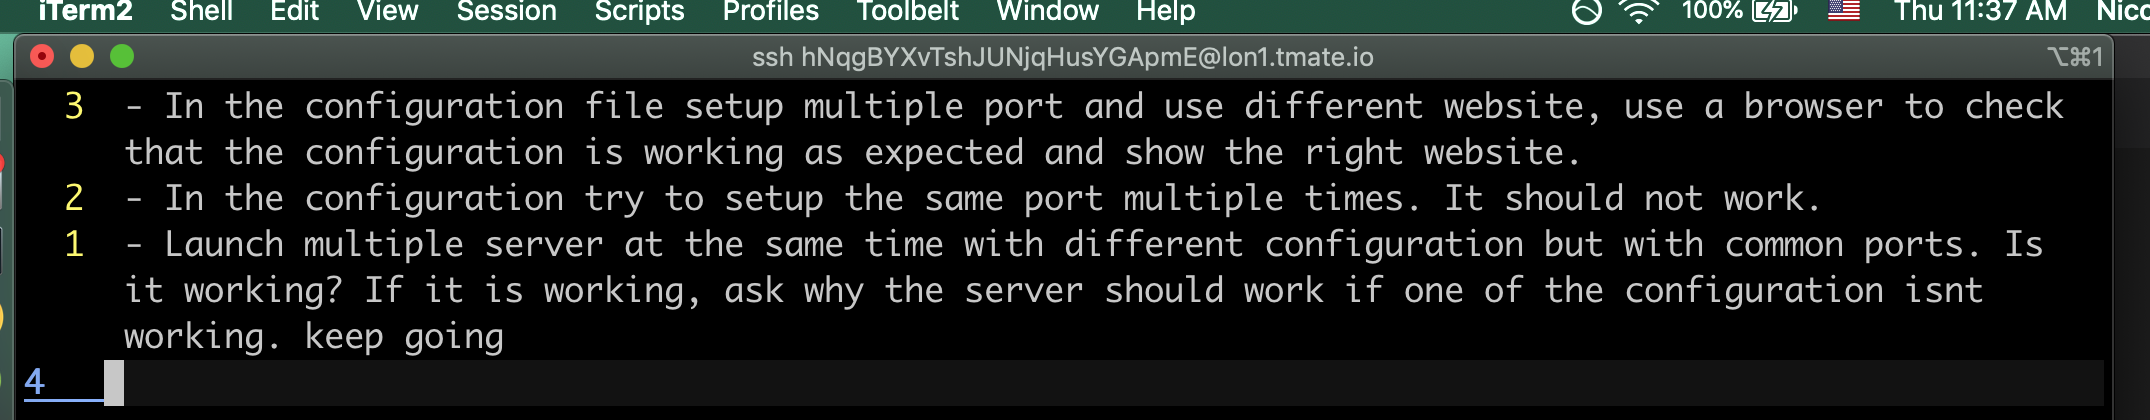 iTerm2 Shell Edit View Session Scripts Profiles Toolbelt Window Help 100% Thu 11:37 AM
ssh hNqgBYXvTshJUNjqHusYGApmE@lon1.tmate.io ⌥⌘1
3 - In the configuration file setup multiple port and use different website, use a browser to check
that the configuration is working as expected and show the right website.
2 - In the configuration try to setup the same port multiple times. It should not work.
1 - Launch multiple server at the same time with different configuration but with common ports. Is
it working? If it is working, ask why the server should work if one of the configuration isnt
working. keep going
4